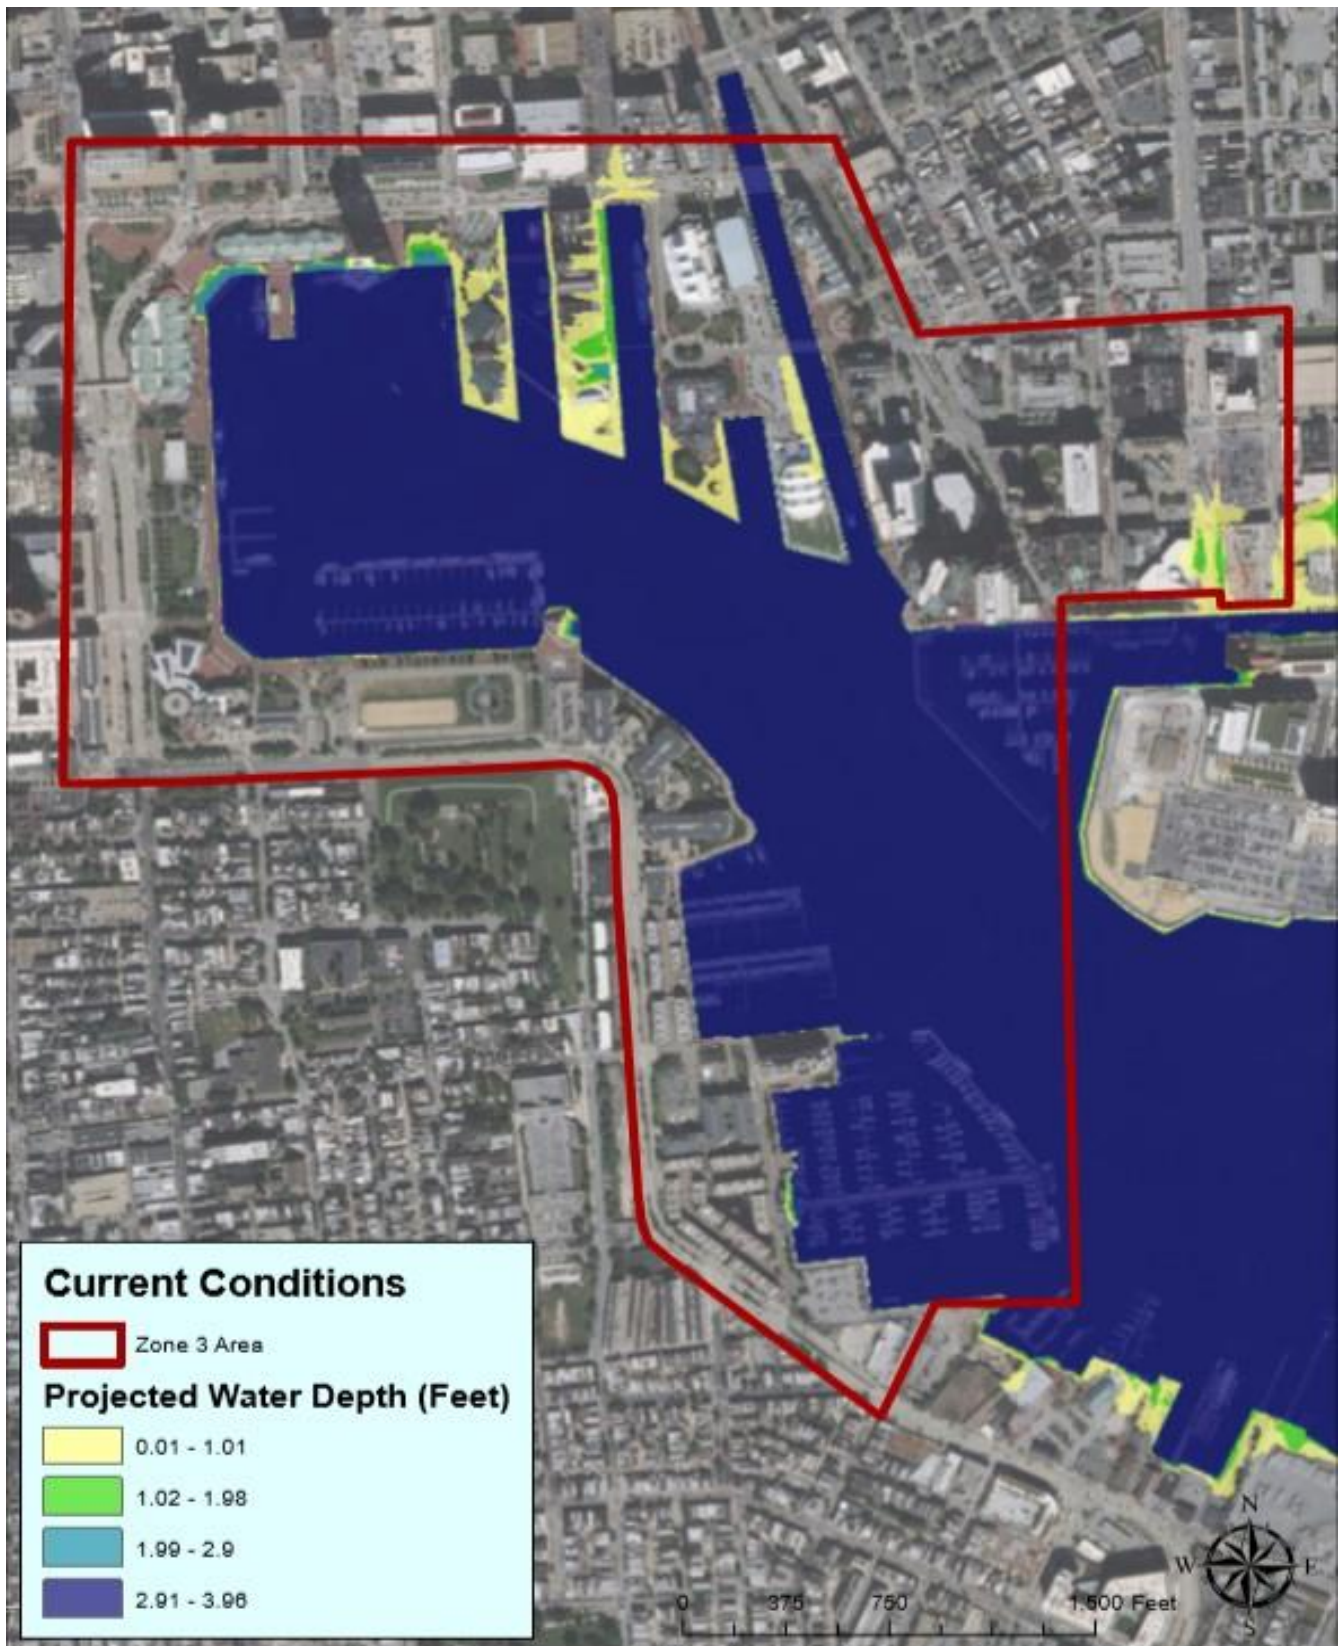 Current Conditions
Zone 3 Area
Projected Water Depth (Feet)
0.01 - 1.01
1.02 - 1.98
1.99 - 2.9
2.91 - 3.96
N
W E
S
0 375 750 1,500 Feet